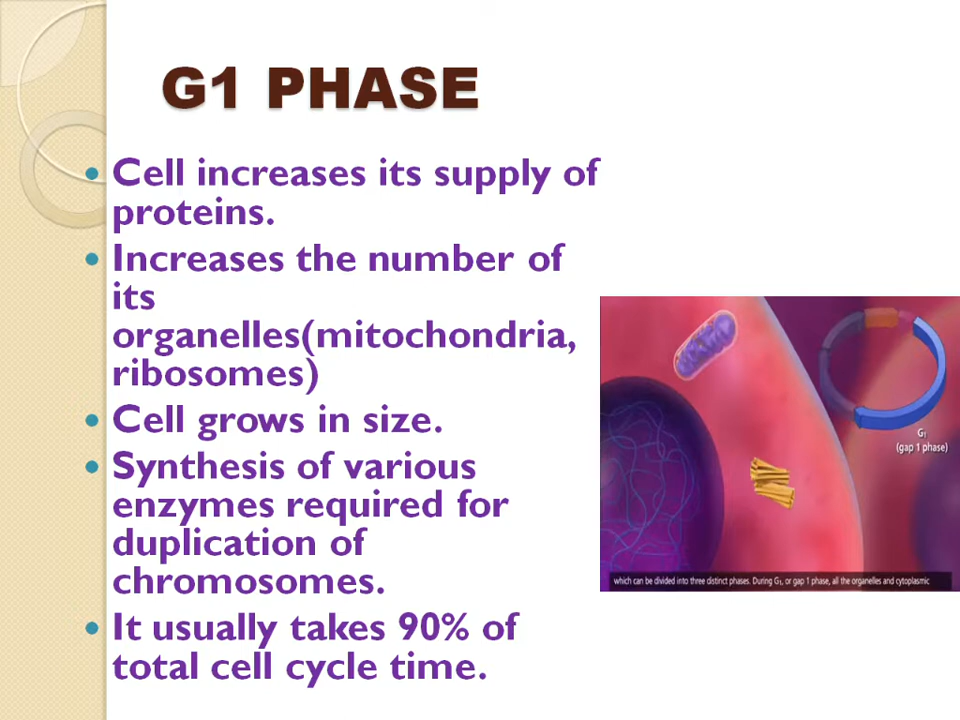 G1 PHASE
• Cell increases its supply of
proteins.
• Increases the number of
its
organelles(mitochondria,
ribosomes)
• Cell grows in size.
• Synthesis of various
enzymes required for
duplication of
chromosomes.
• It usually takes 90% of
total cell cycle time.
G₁
(gap 1 phase)
which can be divided into three distinct phases. During G₁, or gap 1 phase, all the organelles and cytoplasmic